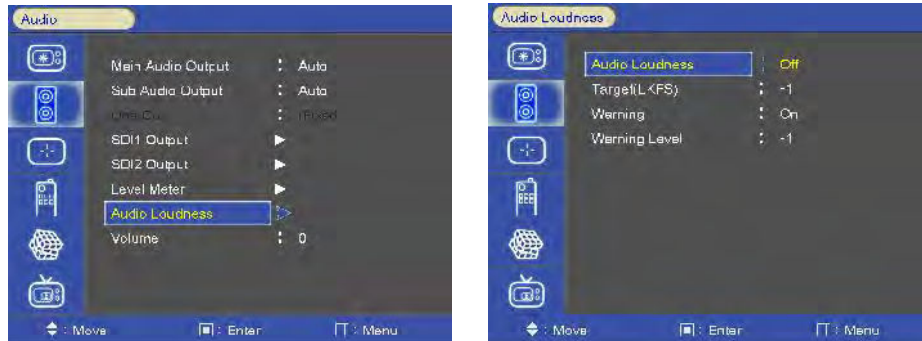 Audio
Main Audio Output : Auto
Sub Audio Output : Auto
SDI1 Output
SDI2 Output
Level Meter
Audio Loudness
Volume : 0
: Move : Enter : Menu
Audio Loudness
Audio Loudness : Off
Target(LKFS) : -1
Warning : On
Warning Level : -1
: Move : Enter : Menu